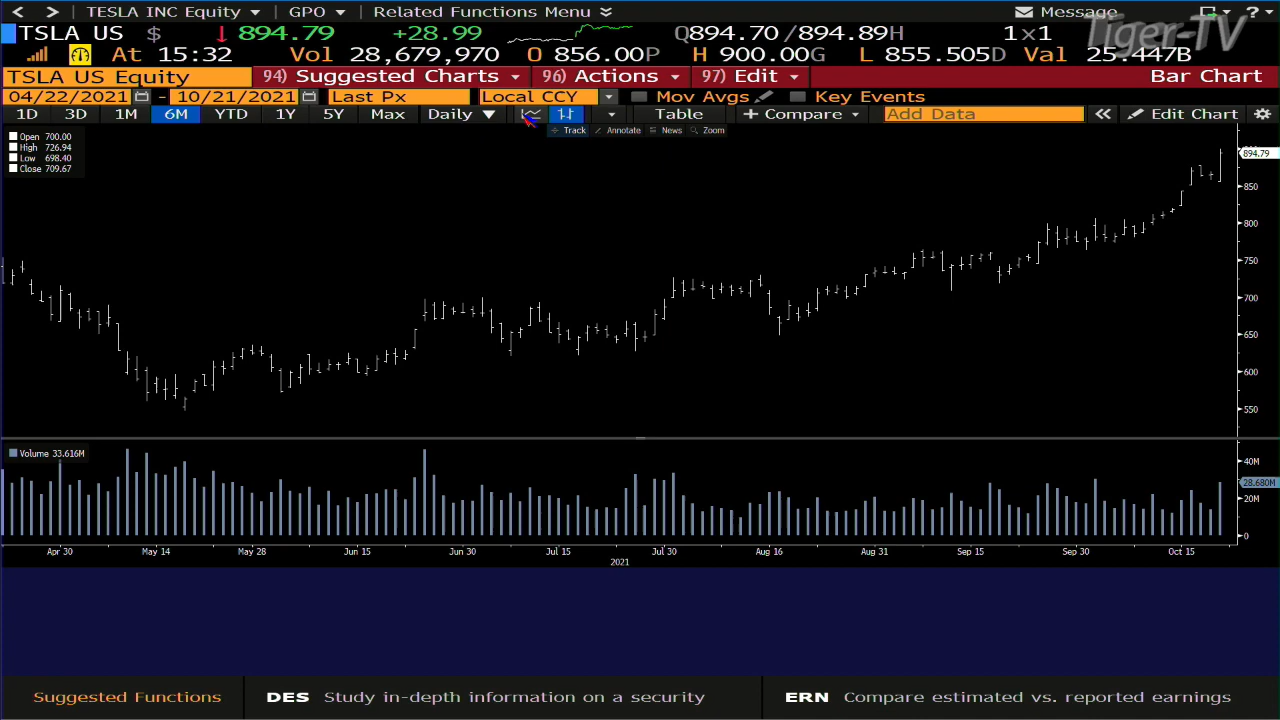 < > TESLA INC Equity GPO Related Functions Menu Message ?
TSLA US $ 894.79 +28.99 Q894.70/894.89H 1×1
Tiger-TV
At 15:32 Vol 28,679,970 O 856.00P H 900.00G L 855.505D Val 25.447B
TSLA US Equity 94) Suggested Charts 96) Actions 97) Edit Bar Chart
04/22/2021 - 10/21/2021 Last Px Local CCY Mov Avgs Key Events
1D 3D 1M 6M YTD 1Y 5Y Max Daily Table + Compare Add Data « Edit Chart
Track Annotate News Zoom
Open 700.00
High 726.94
Low 698.40
Close 709.67
894.79
850
800
750
700
650
600
550
Volume 33.616M
40M
28.680M
20M
0
Apr 30 May 14 May 28 Jun 15 Jun 30 Jul 15 Jul 30 Aug 16 Aug 31 Sep 15 Sep 30 Oct 15
2021
Suggested Functions DES Study in-depth information on a security ERN Compare estimated vs. reported earnings